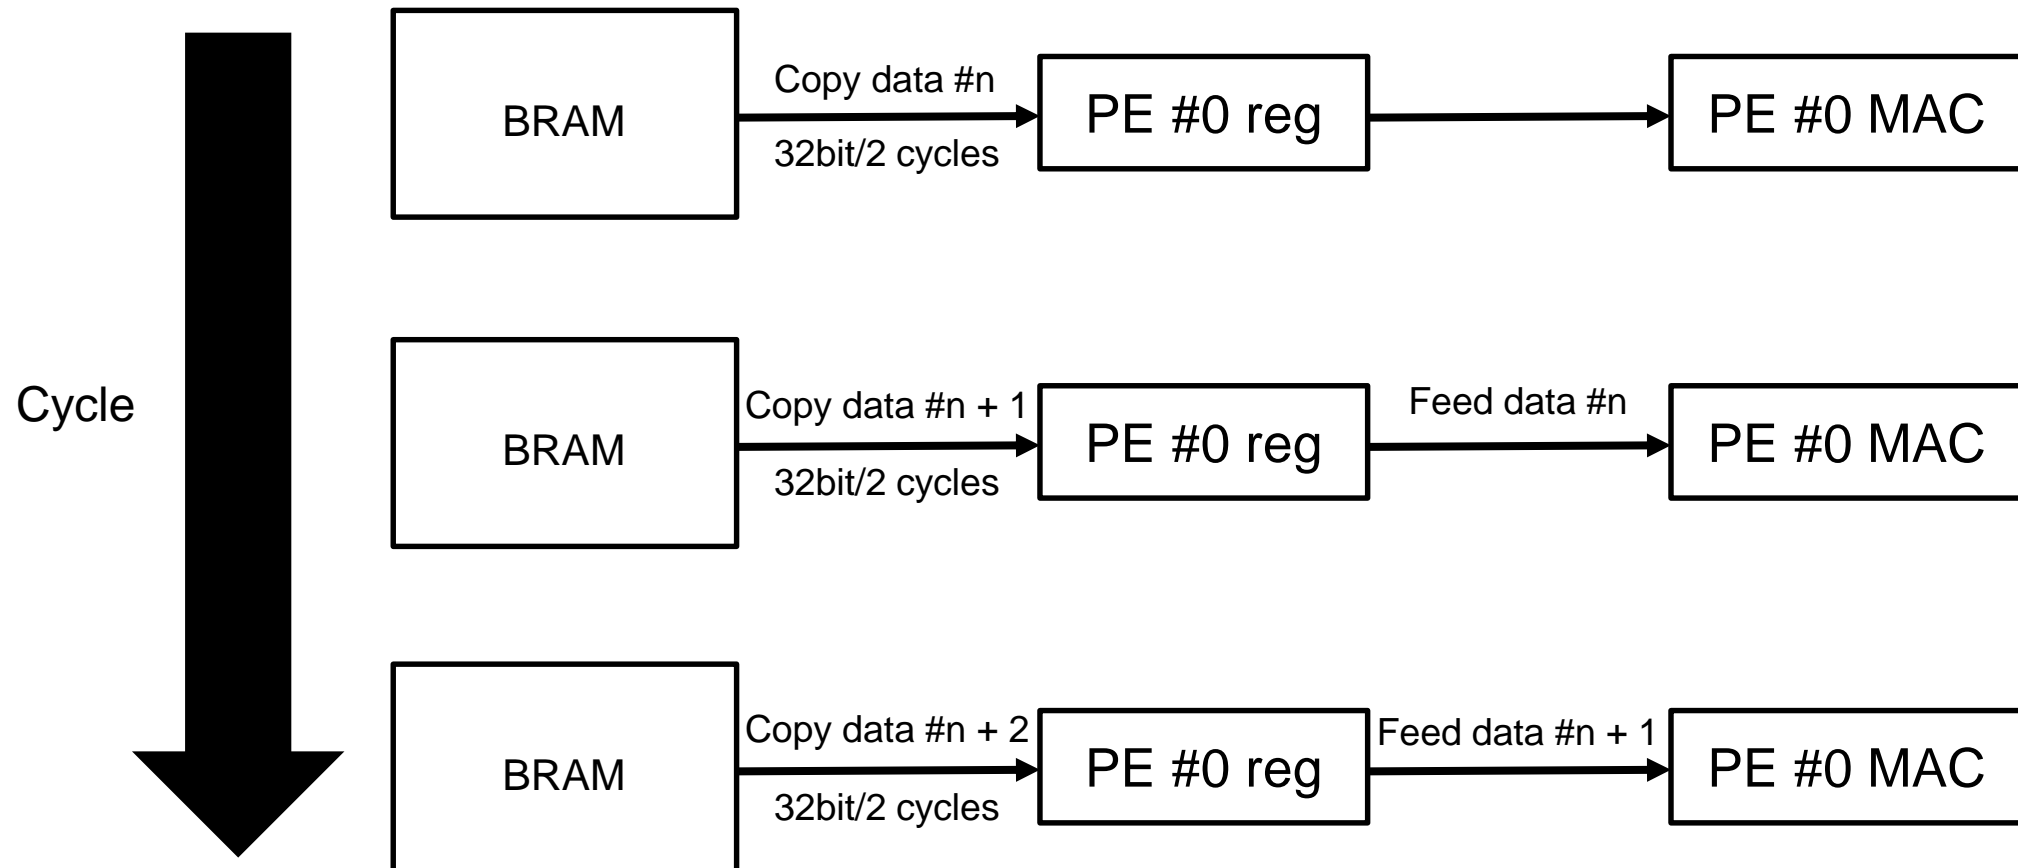 Copy data #n
BRAM
PE #0 reg
PE #0 MAC
32bit/2 cycles
Cycle
Copy data #n + 1
Feed data #n
BRAM
PE #0 reg
PE #0 MAC
32bit/2 cycles
Copy data #n + 2
Feed data #n + 1
BRAM
PE #0 reg
PE #0 MAC
32bit/2 cycles